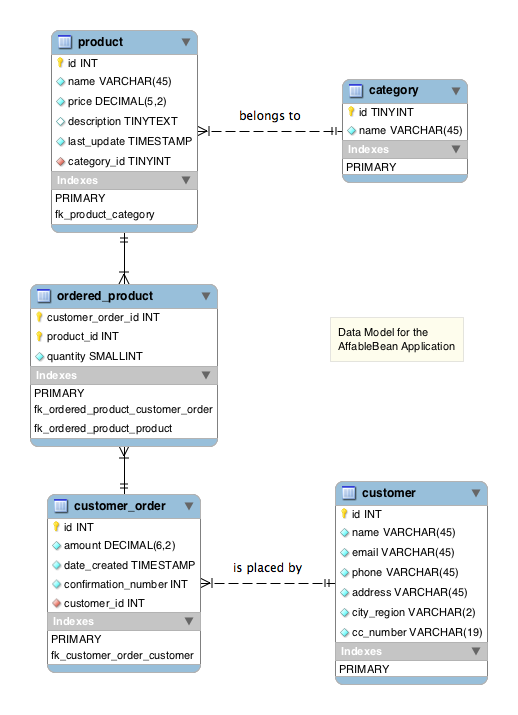 product
id INT
name VARCHAR(45)
price DECIMAL(5,2)
description TINYTEXT
last_update TIMESTAMP
category_id TINYINT
Indexes
PRIMARY
fk_product_category
belongs to
category
id TINYINT
name VARCHAR(45)
Indexes
PRIMARY
ordered_product
customer_order_id INT
product_id INT
quantity SMALLINT
Indexes
PRIMARY
fk_ordered_product_customer_order
fk_ordered_product_product
Data Model for the
AffableBean Application
customer_order
id INT
amount DECIMAL(6,2)
date_created TIMESTAMP
confirmation_number INT
customer_id INT
Indexes
PRIMARY
fk_customer_order_customer
is placed by
customer
id INT
name VARCHAR(45)
email VARCHAR(45)
phone VARCHAR(45)
address VARCHAR(45)
city_region VARCHAR(2)
cc_number VARCHAR(19)
Indexes
PRIMARY